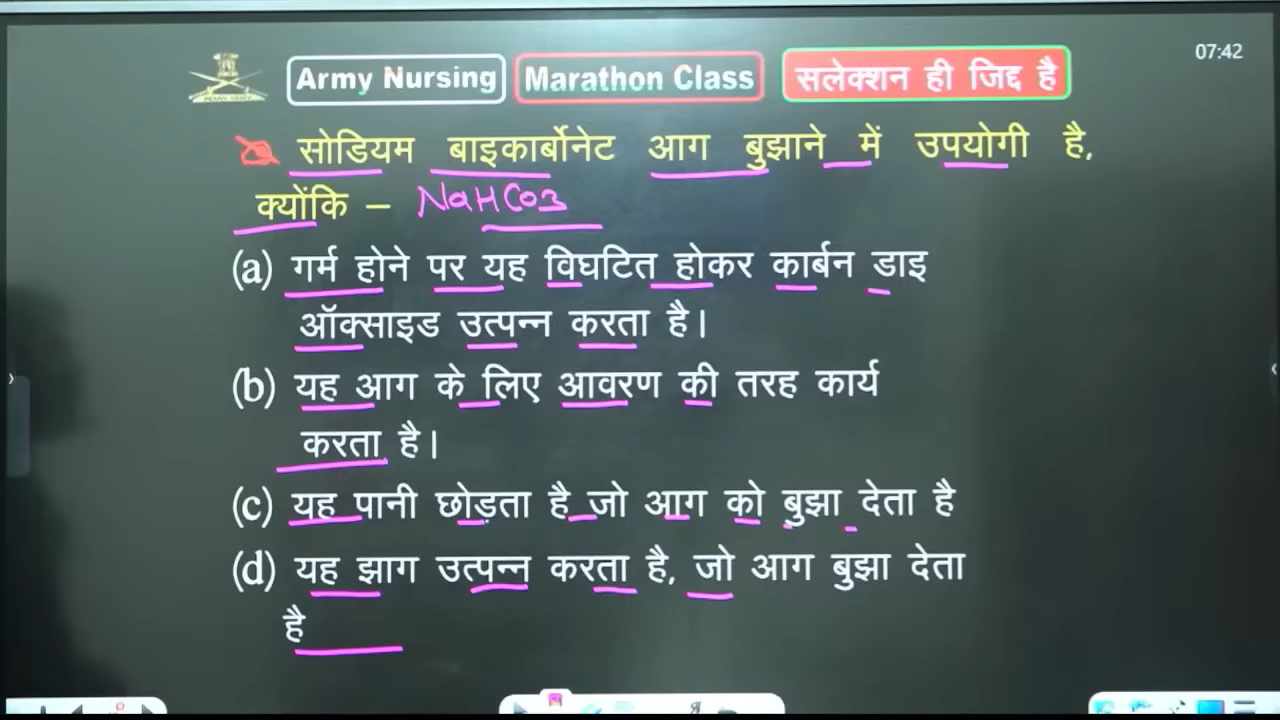 Army Nursing Marathon Class सलेक्शन ही जिद्द है 07:42
सोडियम बाइकार्बोनेट आग बुझाने में उपयोगी है,
क्योंकि – NaHCo3
(a) गर्म होने पर यह विघटित होकर कार्बन डाइ
ऑक्साइड उत्पन्न करता है।
(b) यह आग के लिए आवरण की तरह कार्य
करता है।
(c) यह पानी छोड़ता है जो आग को बुझा देता है
(d) यह झाग उत्पन्न करता है, जो आग बुझा देता
है